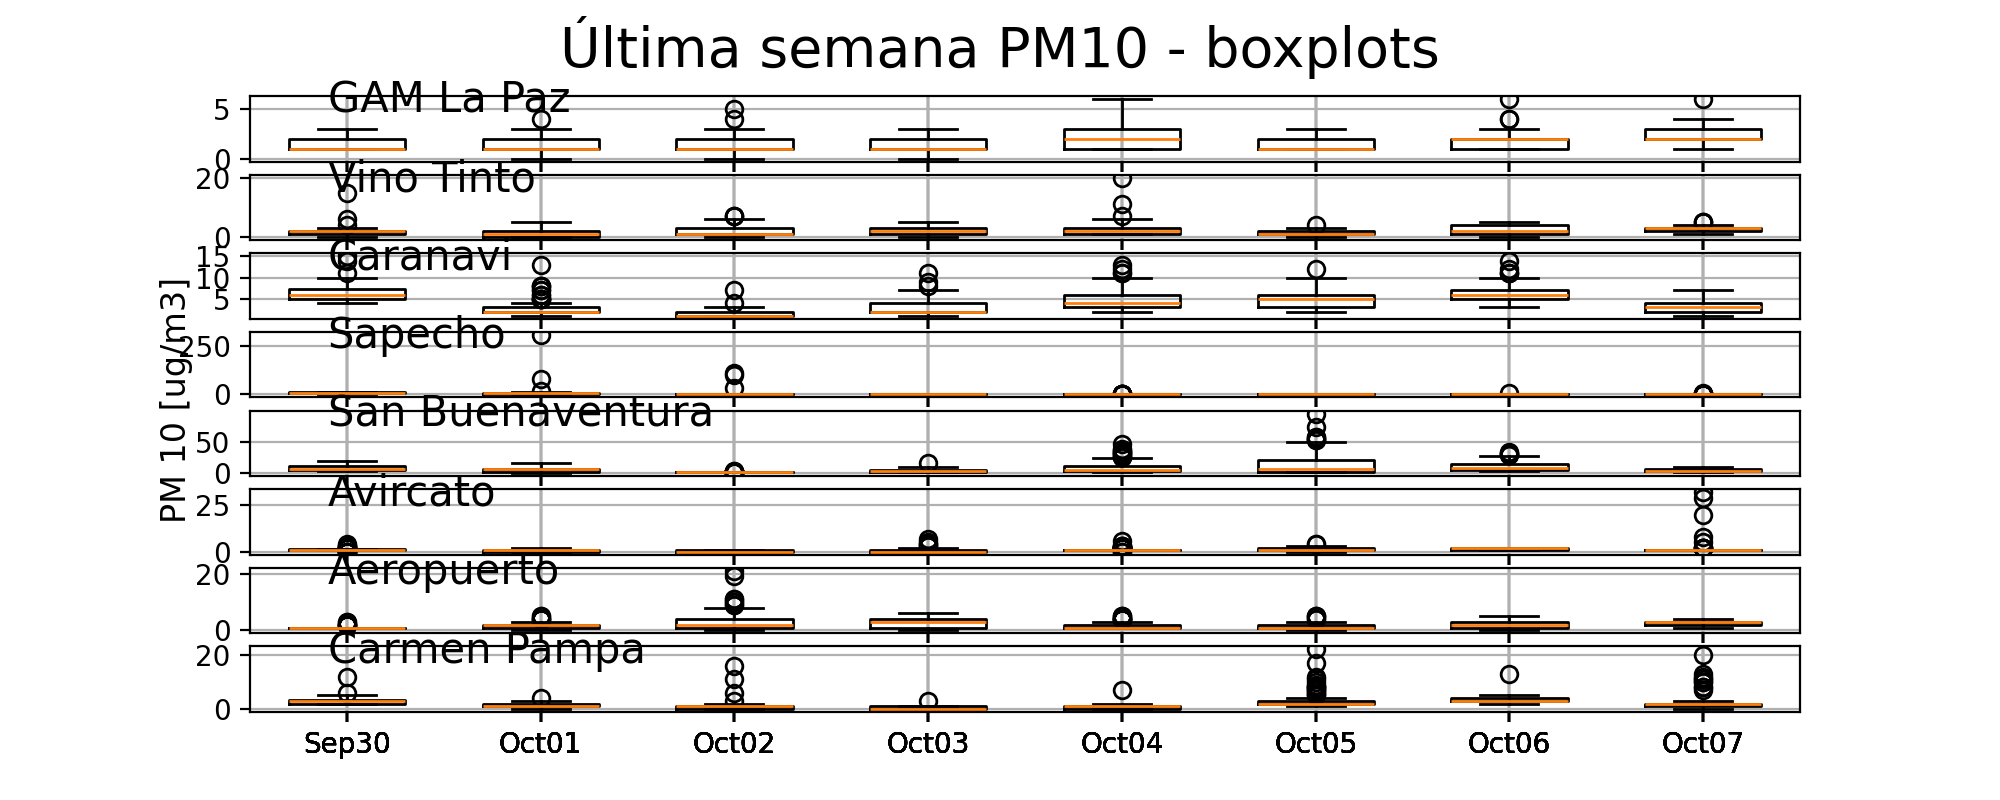 Última semana PM10 - boxplots
GAM La Paz
5
0
Vino Tinto
20
0
Caranavi
15
10
5
Sapecho
250
0
San Buenaventura
50
0
Avircato
25
0
Aeropuerto
20
0
Carmen Pampa
20
0
PM 10 [ug/m3]
Sep30 Oct01 Oct02 Oct03 Oct04 Oct05 Oct06 Oct07